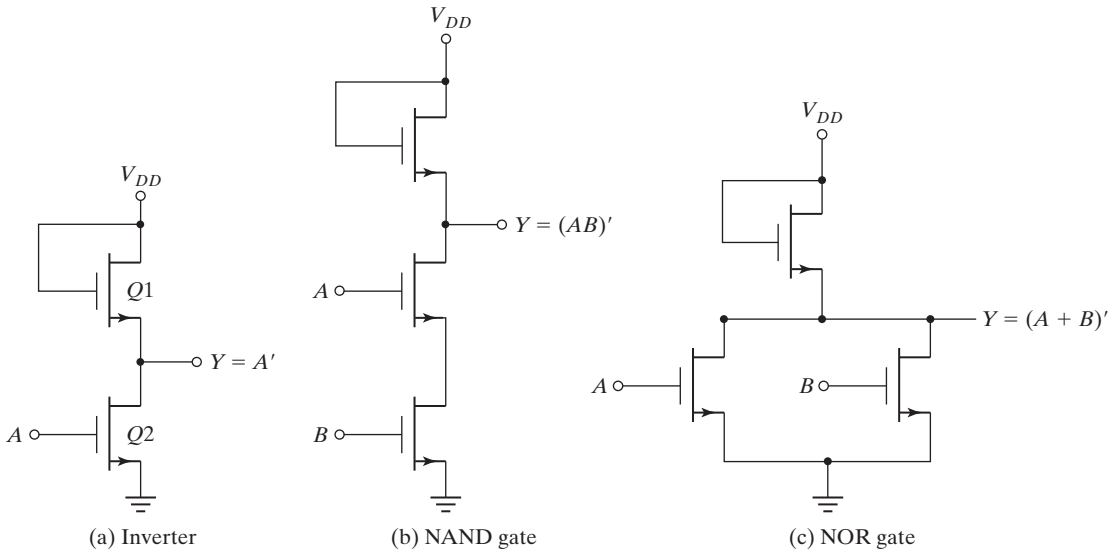 V_DD
Q1
Y = A′
A
Q2
(a) Inverter
V_DD
Y = (AB)′
A
B
(b) NAND gate
V_DD
Y = (A + B)′
A
B
(c) NOR gate